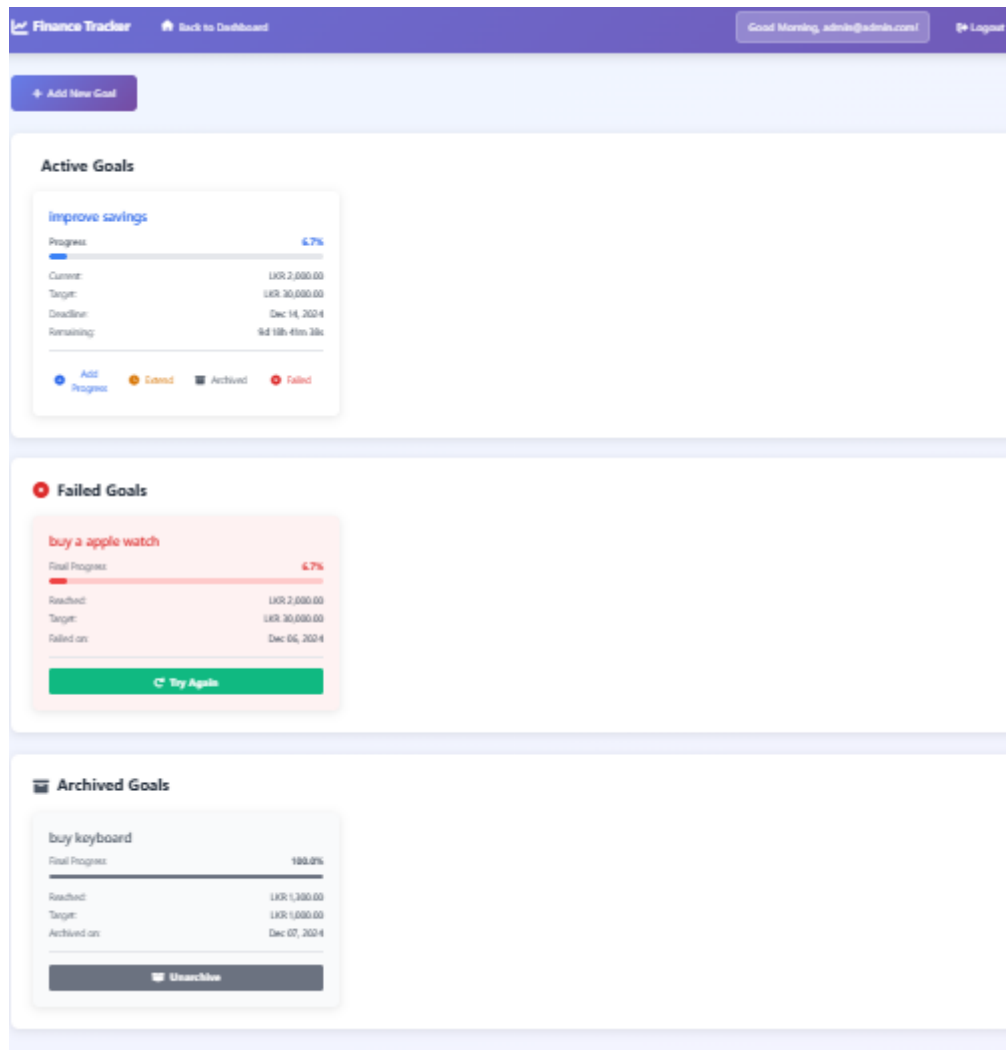 Finance Tracker Back to Dashboard Good Morning, admin@admin.com! Logout
+ Add New Goal
Active Goals
improve savings
Progress 6.7%
Current: LKR 2,000.00
Target: LKR 30,000.00
Deadline: Dec 14, 2024
Remaining: 9d 18h 41m 38s
Add Progress Extend Archived Failed
Failed Goals
buy a apple watch
Final Progress 6.7%
Reached: LKR 2,000.00
Target: LKR 30,000.00
Failed on: Dec 06, 2024
Try Again
Archived Goals
buy keyboard
Final Progress 100.0%
Reached: LKR 1,300.00
Target: LKR 1,000.00
Archived on: Dec 07, 2024
Unarchive